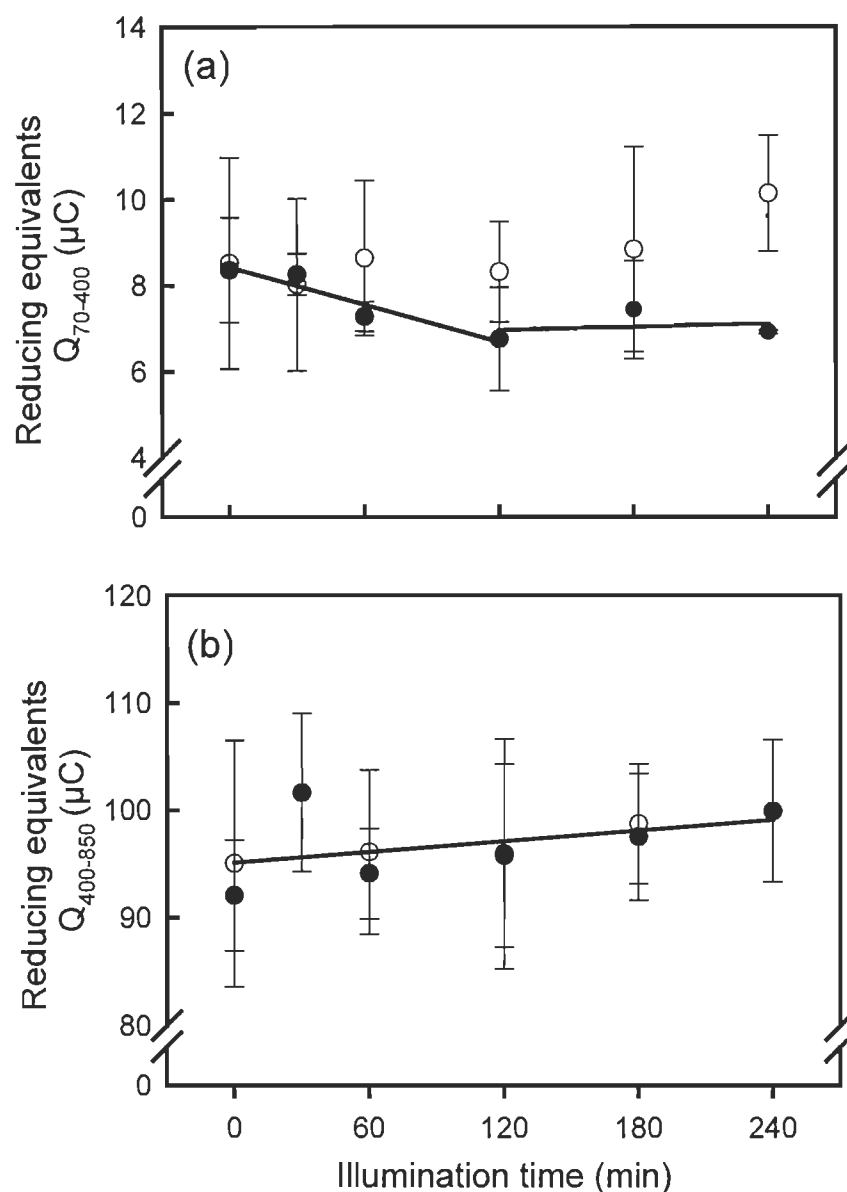 14
(a)
12
10
8
6
4
0
Reducing equivalents
Q70-400 (µC)
120
(b)
110
100
90
80
0
Reducing equivalents
Q400-850 (µC)
0 60 120 180 240
Illumination time (min)